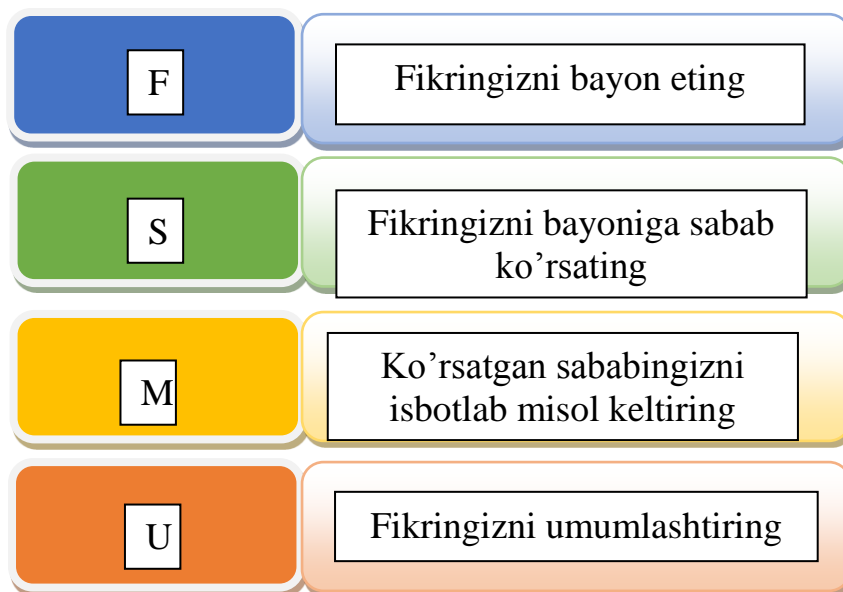 F
Fikringizni bayon eting
S
Fikringizni bayoniga sabab
ko’rsating
M
Ko’rsatgan sababingizni
isbotlab misol keltiring
U
Fikringizni umumlashtiring